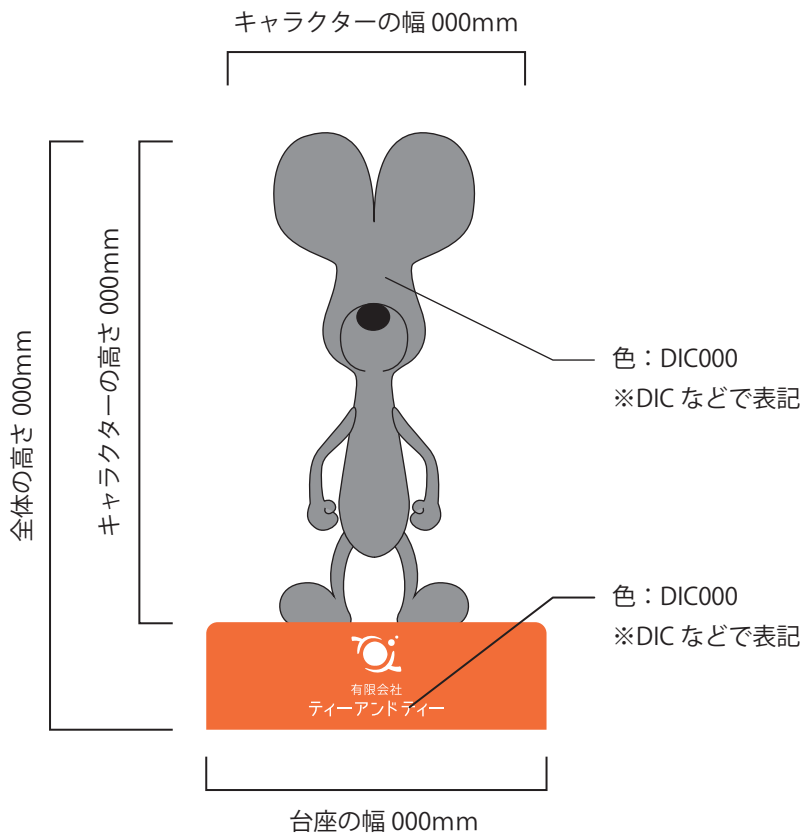 キャラクターの幅 000mm
全体の高さ 000mm
キャラクターの高さ 000mm
色：DIC000
※DIC などで表記
色：DIC000
※DIC などで表記
有限会社
ティーアンドティー
台座の幅 000mm